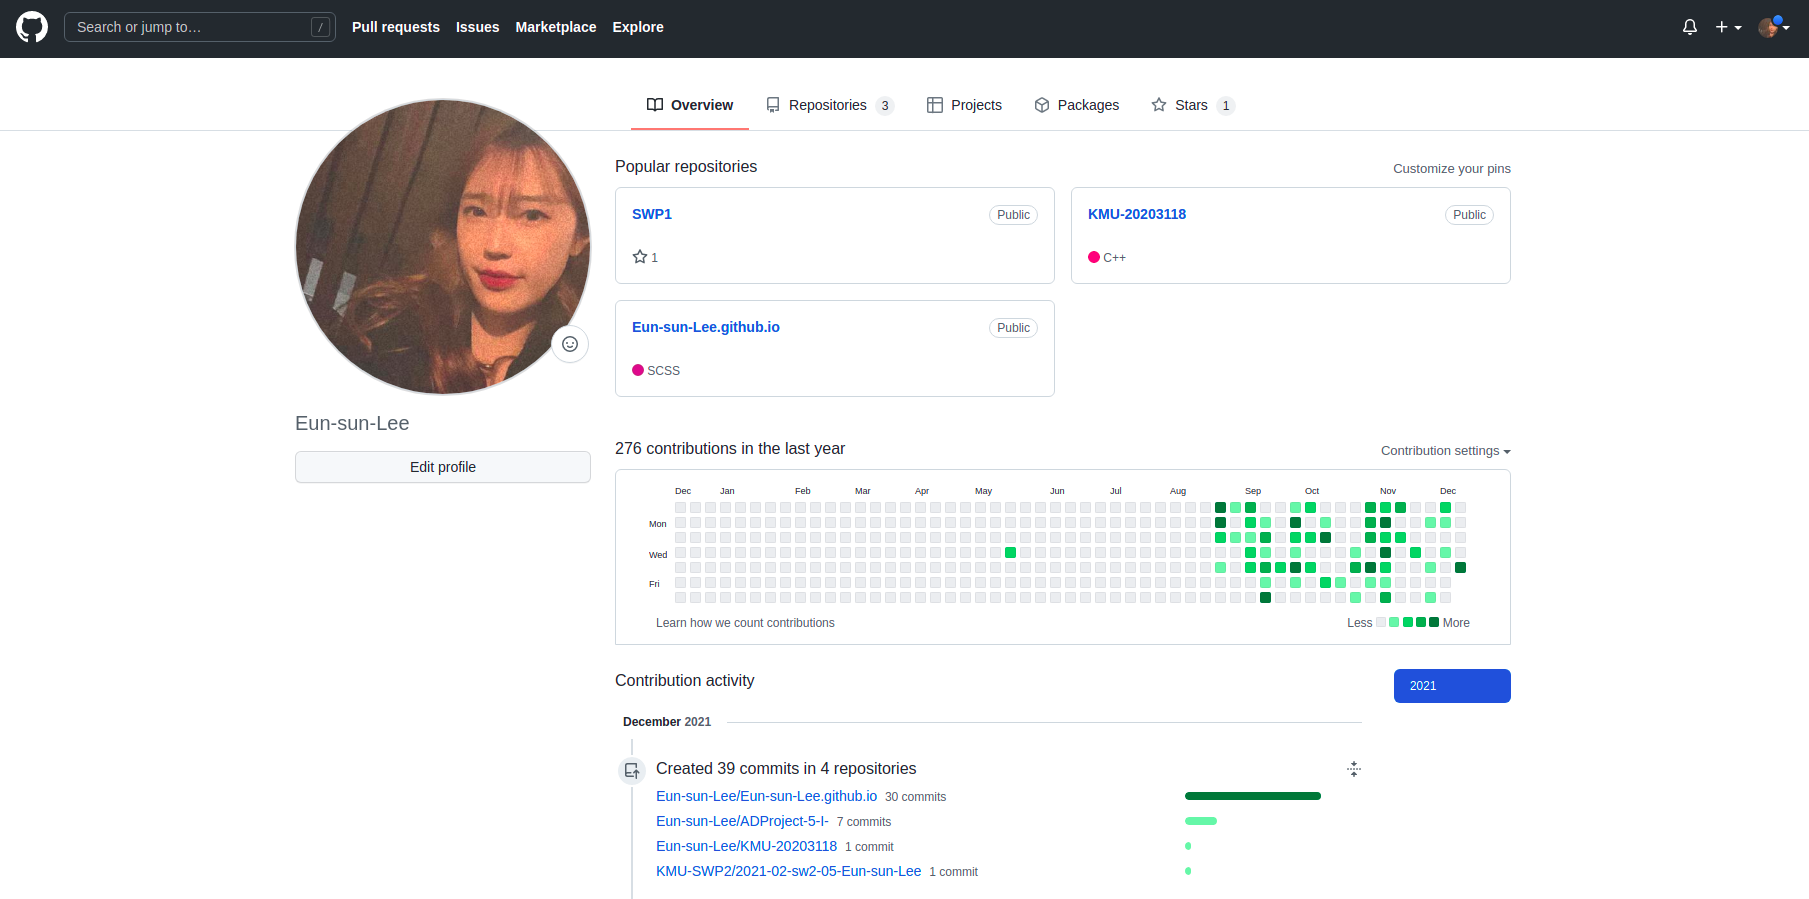 Search or jump to… /
Pull requests Issues Marketplace Explore
Overview Repositories 3 Projects Packages Stars 1
Popular repositories Customize your pins
SWP1 Public
1
KMU-20203118 Public
C++
Eun-sun-Lee.github.io Public
SCSS
Eun-sun-Lee
Edit profile
276 contributions in the last year Contribution settings
Dec Jan Feb Mar Apr May Jun Jul Aug Sep Oct Nov Dec
Mon
Wed
Fri
Learn how we count contributions Less More
Contribution activity 2021
December 2021
Created 39 commits in 4 repositories
Eun-sun-Lee/Eun-sun-Lee.github.io 30 commits
Eun-sun-Lee/ADProject-5-I- 7 commits
Eun-sun-Lee/KMU-20203118 1 commit
KMU-SWP2/2021-02-sw2-05-Eun-sun-Lee 1 commit